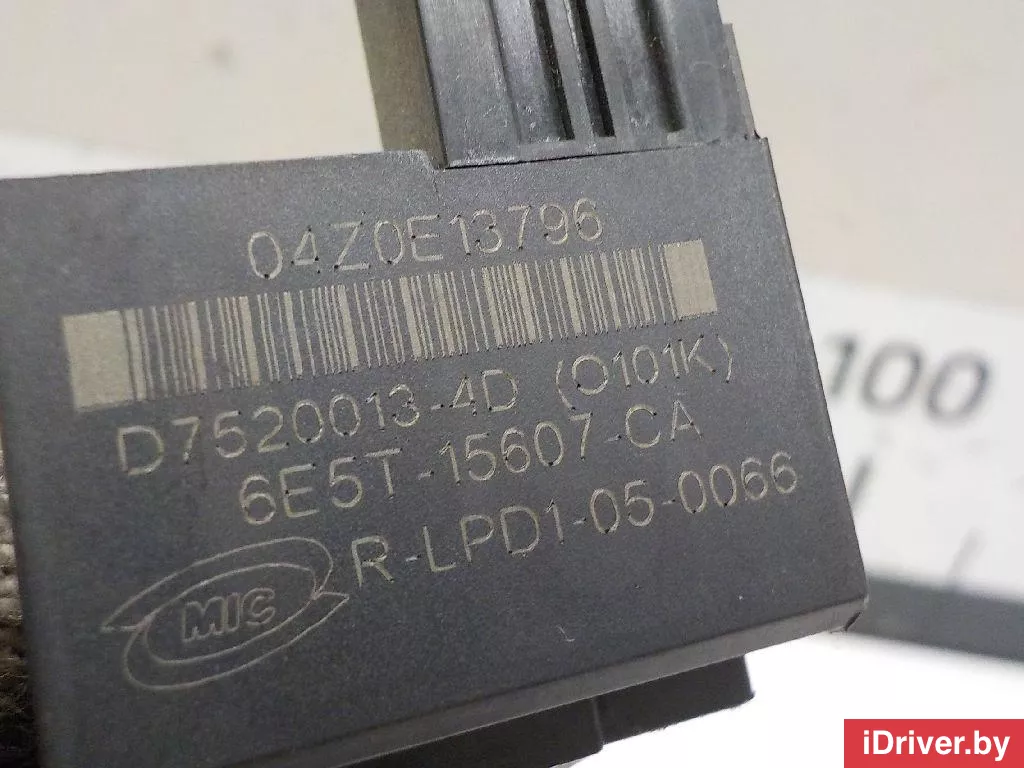 04Z0E13796
D7520013-4D (O101K)
6E5T-15607-CA
R-LPD1-05-0066
MIC
100
iDriver.by